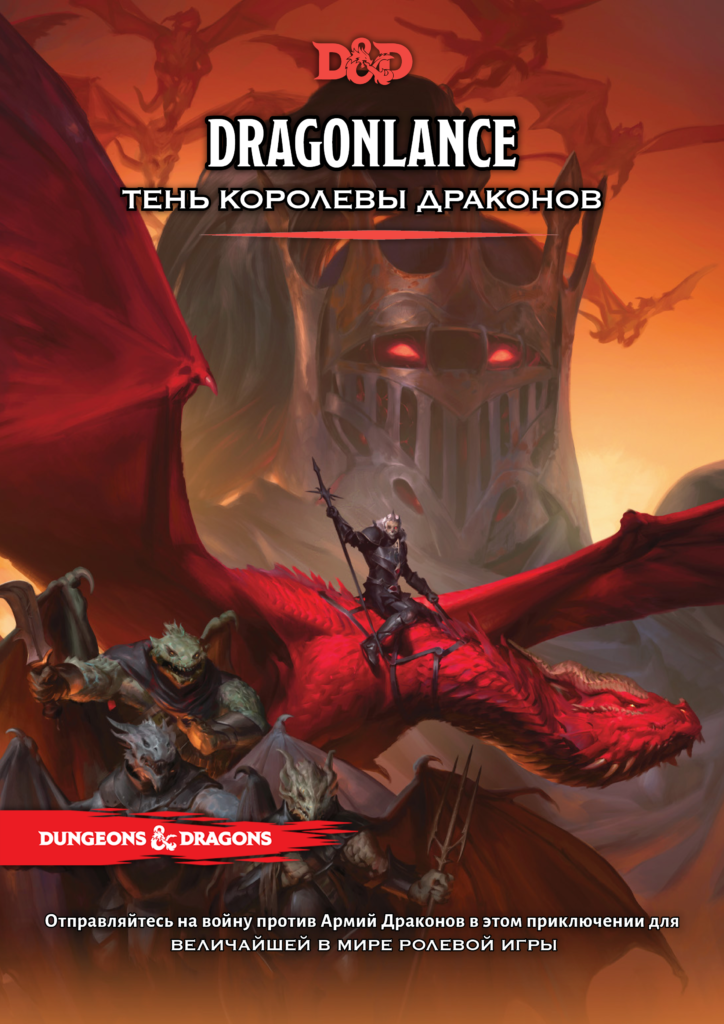 D&D
DRAGONLANCE
ТЕНЬ КОРОЛЕВЫ ДРАКОНОВ
DUNGEONS & DRAGONS
Отправляйтесь на войну против Армий Драконов в этом приключении для
ВЕЛИЧАЙШЕЙ В МИРЕ РОЛЕВОЙ ИГРЫ